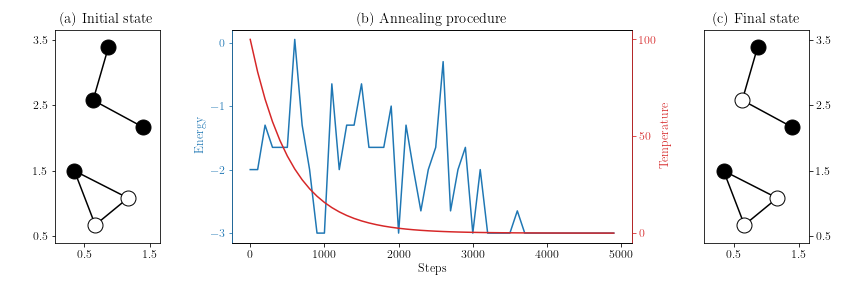 (a) Initial state
3.5
2.5
1.5
0.5
0.5 1.5
(b) Annealing procedure
Energy
0
−1
−2
−3
0 1000 2000 3000 4000 5000
Steps
100
50
0
Temperature
(c) Final state
3.5
2.5
1.5
0.5
0.5 1.5